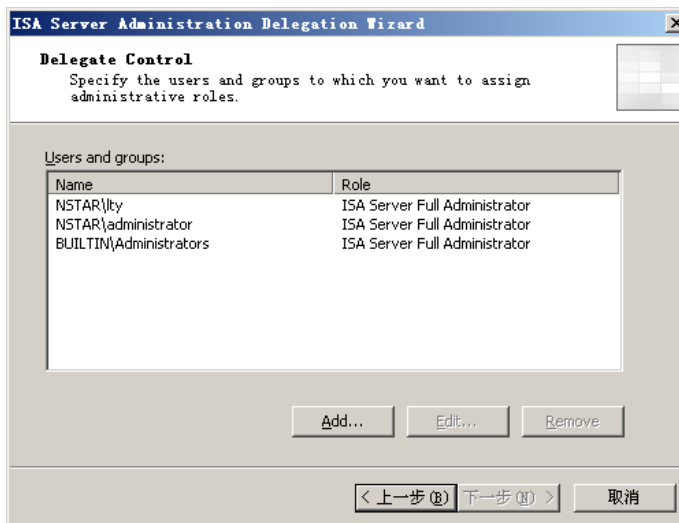 ISA Server Administration Delegation Wizard
Delegate Control
Specify the users and groups to which you want to assign
administrative roles.
Users and groups:
Name Role
NSTAR\lty ISA Server Full Administrator
NSTAR\administrator ISA Server Full Administrator
BUILTIN\Administrators ISA Server Full Administrator
Add... Edit... Remove
< 上一步(B) 下一步(N) > 取消